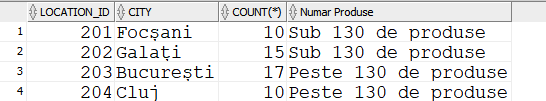 LOCATION_ID CITY COUNT(*) Numar Produse
1 201 Focșani 10 Sub 130 de produse
2 202 Galați 15 Sub 130 de produse
3 203 București 17 Peste 130 de produse
4 204 Cluj 10 Peste 130 de produse